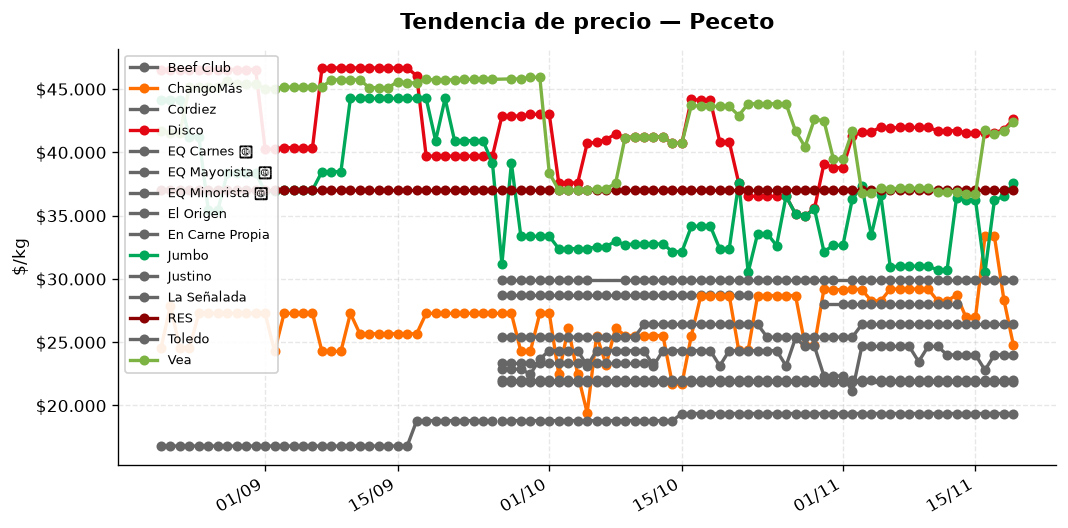 Tendencia de precio — Peceto
$/kg
$45.000
$40.000
$35.000
$30.000
$25.000
$20.000
Beef Club
ChangoMás
Cordiez
Disco
EQ Carnes
EQ Mayorista
EQ Minorista
El Origen
En Carne Propia
Jumbo
Justino
La Señalada
RES
Toledo
Vea
01/09
15/09
01/10
15/10
01/11
15/11